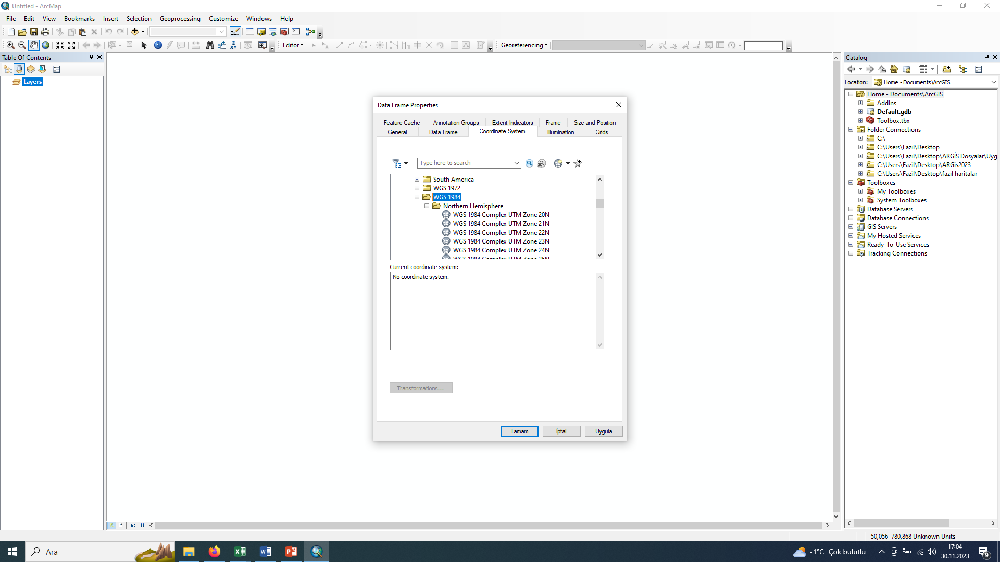 Untitled - ArcMap
File Edit View Bookmarks Insert Selection Geoprocessing Customize Windows Help
Editor Georeferencing
Table Of Contents
Layers
Data Frame Properties
Feature Cache Annotation Groups Extent Indicators Frame Size and Position
General Data Frame Coordinate System Illumination Grids
Type here to search
South America
WGS 1972
WGS 1984
Northern Hemisphere
WGS 1984 Complex UTM Zone 20N
WGS 1984 Complex UTM Zone 21N
WGS 1984 Complex UTM Zone 22N
WGS 1984 Complex UTM Zone 23N
WGS 1984 Complex UTM Zone 24N
WGS 1984 Complex UTM Zone 25N
Current coordinate system:
No coordinate system.
Transformations...
Tamam İptal Uygula
Catalog
Location: Home - Documents\ArcGIS
Home - Documents\ArcGIS
AddIns
Default.gdb
Toolbox.tbx
Folder Connections
C:\
C:\Users\Fazil\Desktop
C:\Users\Fazil\Desktop\ARGİS Dosyalar\Uyg
C:\Users\Fazil\Desktop\ARGis2023
C:\Users\Fazil\Desktop\fazıl haritalar
Toolboxes
My Toolboxes
System Toolboxes
Database Servers
Database Connections
GIS Servers
My Hosted Services
Ready-To-Use Services
Tracking Connections
-50,056 780,868 Unknown Units
Ara
-1°C Çok bulutlu
17:04
30.11.2023
9